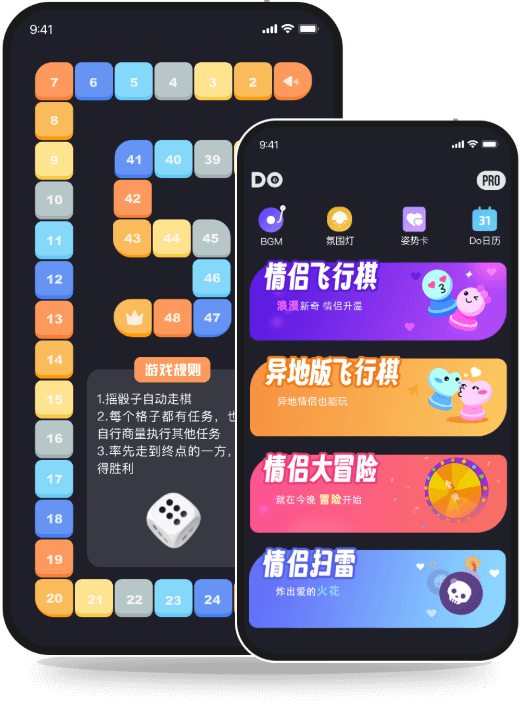 9:41
7 6 5 4 3 2
8
9
41 40 39
10
42
11
43 44 45
12
46
13
48 47
14
游戏规则
15
1.摇骰子自动走棋
16
2.每个格子都有任务，也
自行商量执行其他任务
17
3.率先走到终点的一方，
得胜利
18
19
20 21 22 23 24
9:41
DO
PRO
BGM 氛围灯 姿势卡 31 Do日历
情侣飞行棋
浪漫新奇 情侣升温
异地版飞行棋
异地情侣也能玩
情侣大冒险
就在今晚 冒险开始
情侣扫雷
炸出爱的火花